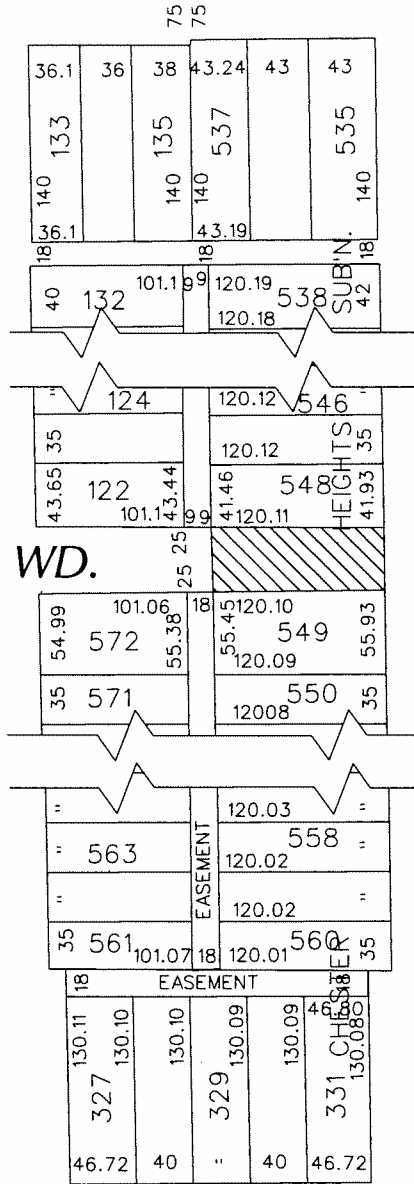 75 75
36.1 36 38 43.24 43 43
133 135 537 535
140 140 140 140
36.1 43.19
18 18 18
40 132 101.1 9 9 120.19 538 42
120.18
SUB'N.
" 124 120.12 546 "
35 120.12 35
HEIGHTS
43.65 122 43.44 41.46 548 41.93
101.1 9 9 120.11
25
WD.
25
101.06 18 120.10
54.99 572 55.38 55.45 549 55.93
120.09
35 571 550 35
12008
" 120.03 "
" 563 558 "
120.02
EASEMENT
" 120.02 "
35 561 101.07 18 120.01 560 35
18 EASEMENT 18
CHESTER
46.80
130.11 130.10 130.10 130.09 130.09 130.08
327 329 331
46.72 40 " 40 46.72